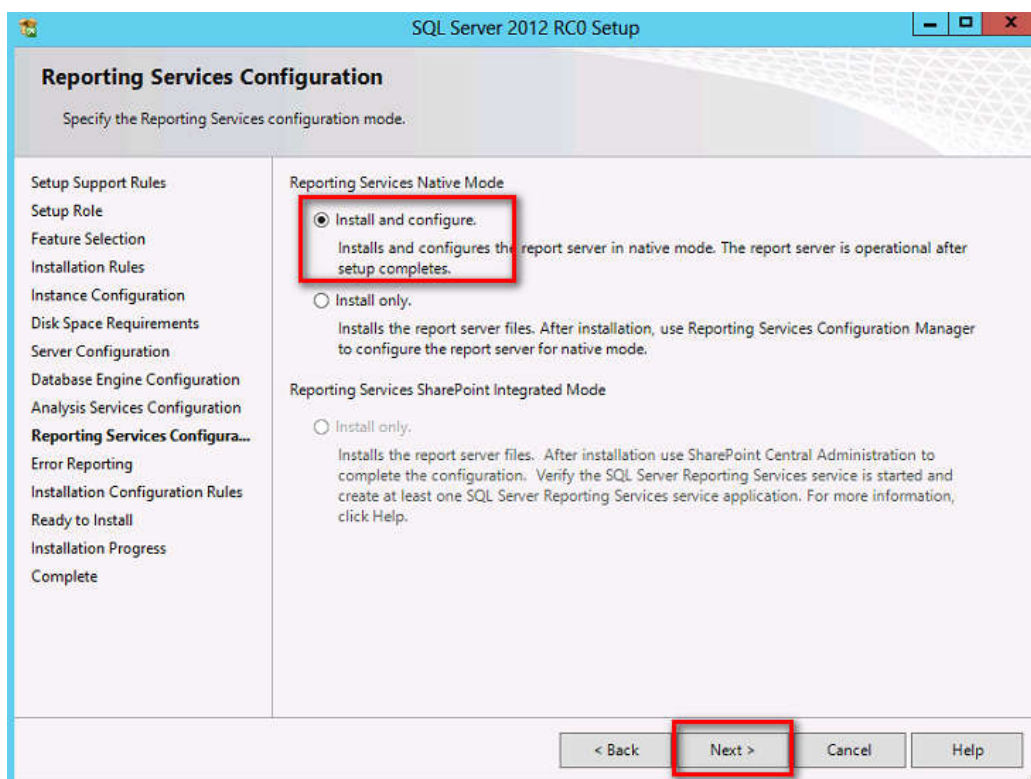 SQL Server 2012 RC0 Setup
Reporting Services Configuration
Specify the Reporting Services configuration mode.
Setup Support Rules
Setup Role
Feature Selection
Installation Rules
Instance Configuration
Disk Space Requirements
Server Configuration
Database Engine Configuration
Analysis Services Configuration
Reporting Services Configura...
Error Reporting
Installation Configuration Rules
Ready to Install
Installation Progress
Complete
Reporting Services Native Mode
Install and configure.
Installs and configures the report server in native mode. The report server is operational after
setup completes.
Install only.
Installs the report server files. After installation, use Reporting Services Configuration Manager
to configure the report server for native mode.
Reporting Services SharePoint Integrated Mode
Install only.
Installs the report server files. After installation use SharePoint Central Administration to
complete the configuration. Verify the SQL Server Reporting Services service is started and
create at least one SQL Server Reporting Services service application. For more information,
click Help.
< Back
Next >
Cancel
Help